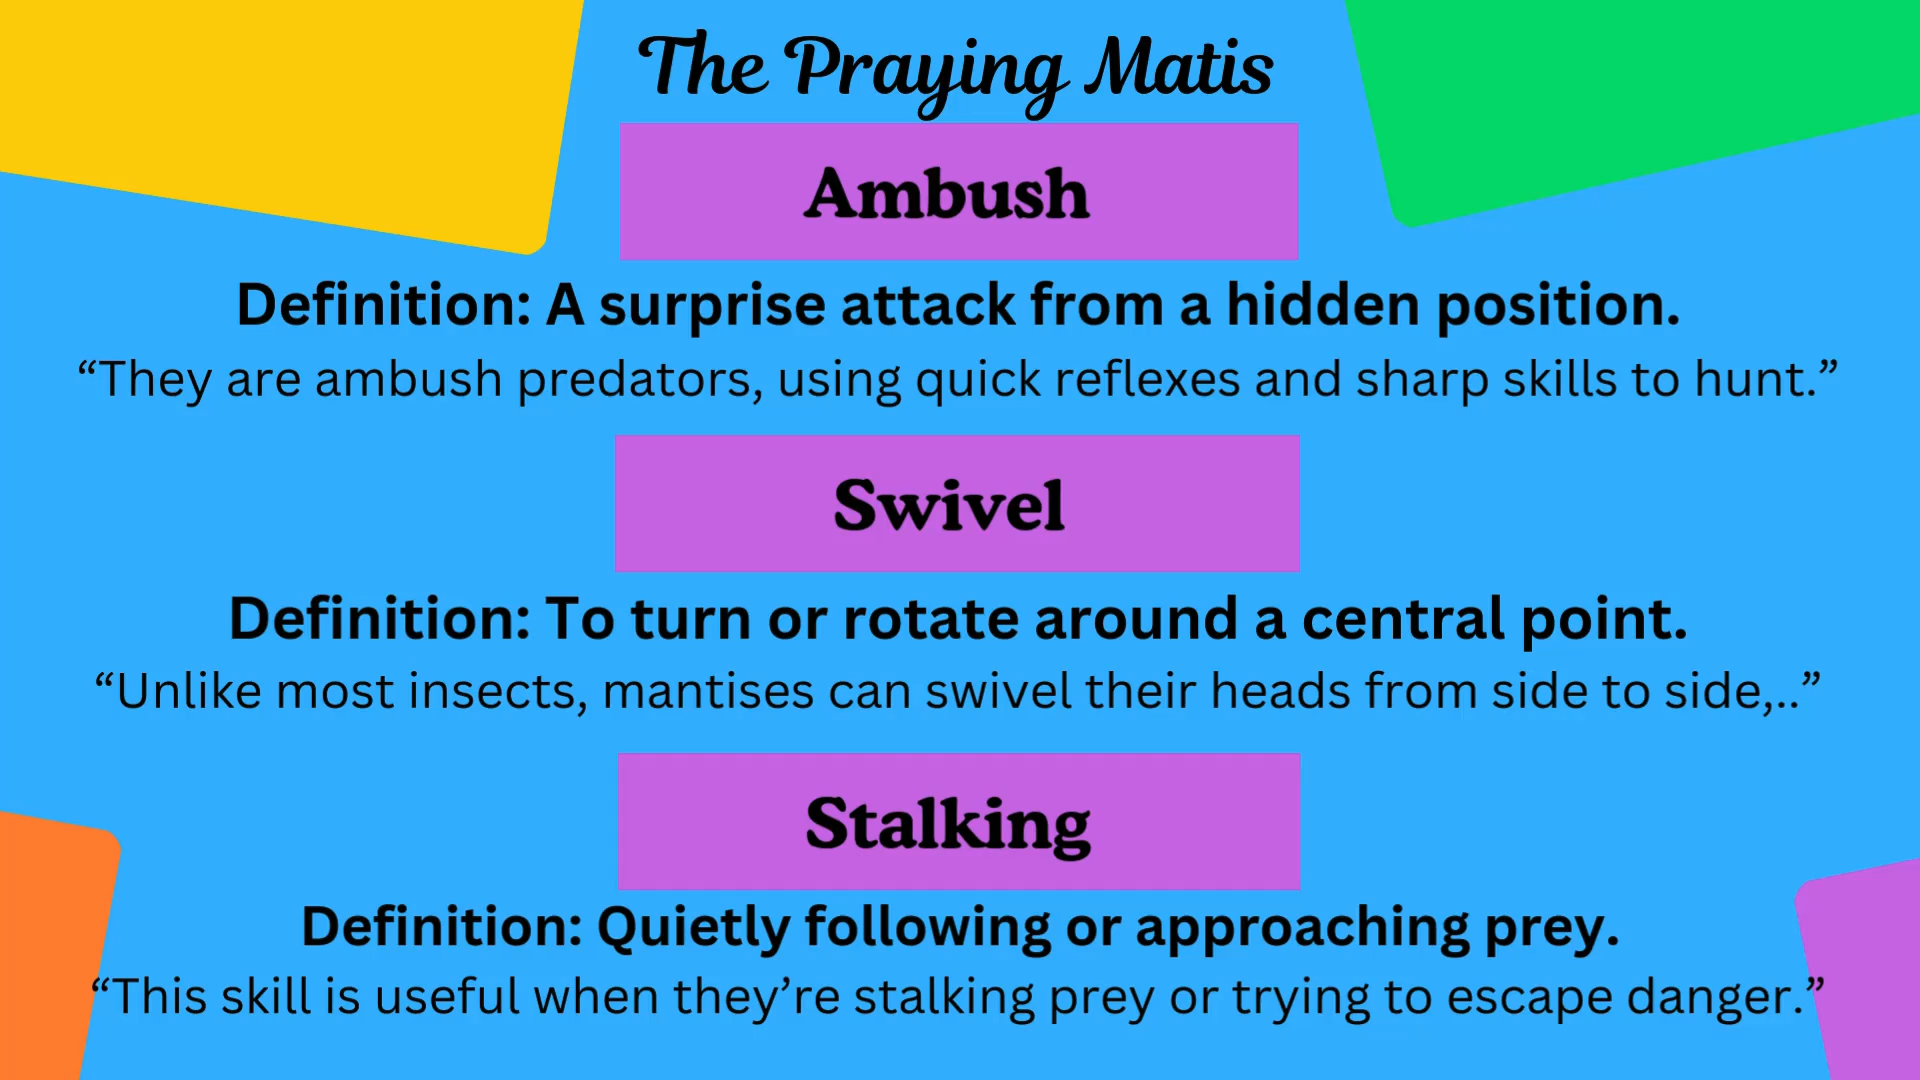 The Praying Matis
Ambush
Definition: A surprise attack from a hidden position.
“They are ambush predators, using quick reflexes and sharp skills to hunt.”
Swivel
Definition: To turn or rotate around a central point.
“Unlike most insects, mantises can swivel their heads from side to side,..”
Stalking
Definition: Quietly following or approaching prey.
“This skill is useful when they’re stalking prey or trying to escape danger.”